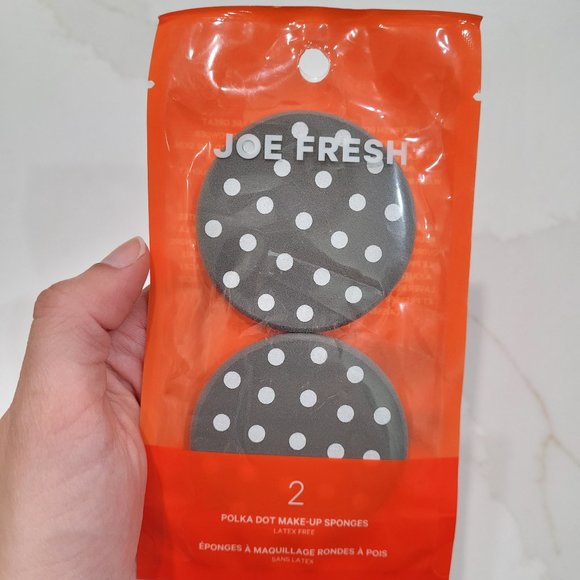 JOE FRESH
2
POLKA DOT MAKE-UP SPONGES
LATEX FREE
ÉPONGES À MAQUILLAGE RONDES À POIS
SANS LATEX